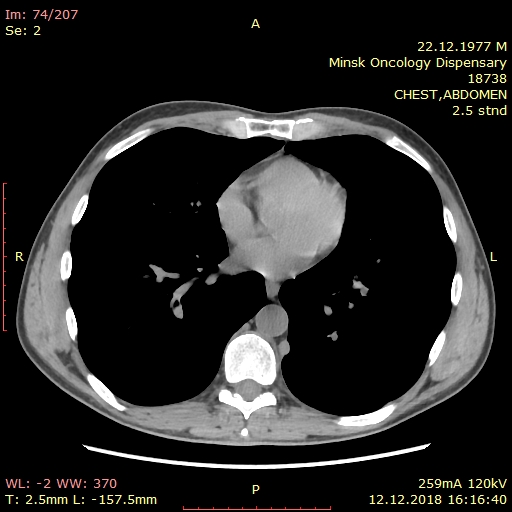 Im: 74/207
Se: 2
A
22.12.1977 M
Minsk Oncology Dispensary
18738
CHEST,ABDOMEN
2.5 stnd
R
L
WL: -2 WW: 370
T: 2.5mm L: -157.5mm
P
259mA 120kV
12.12.2018 16:16:40